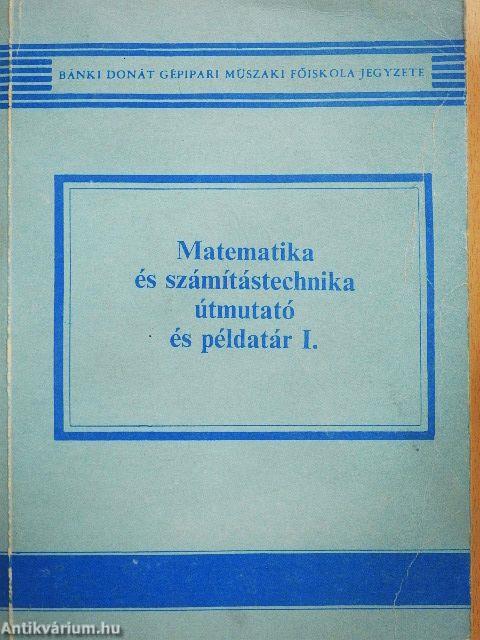 BÁNKI DONÁT GÉPIPARI MŰSZAKI FŐISKOLA JEGYZETE
Matematika
és számítástechnika
útmutató
és példatár I.
Antikvárium.hu